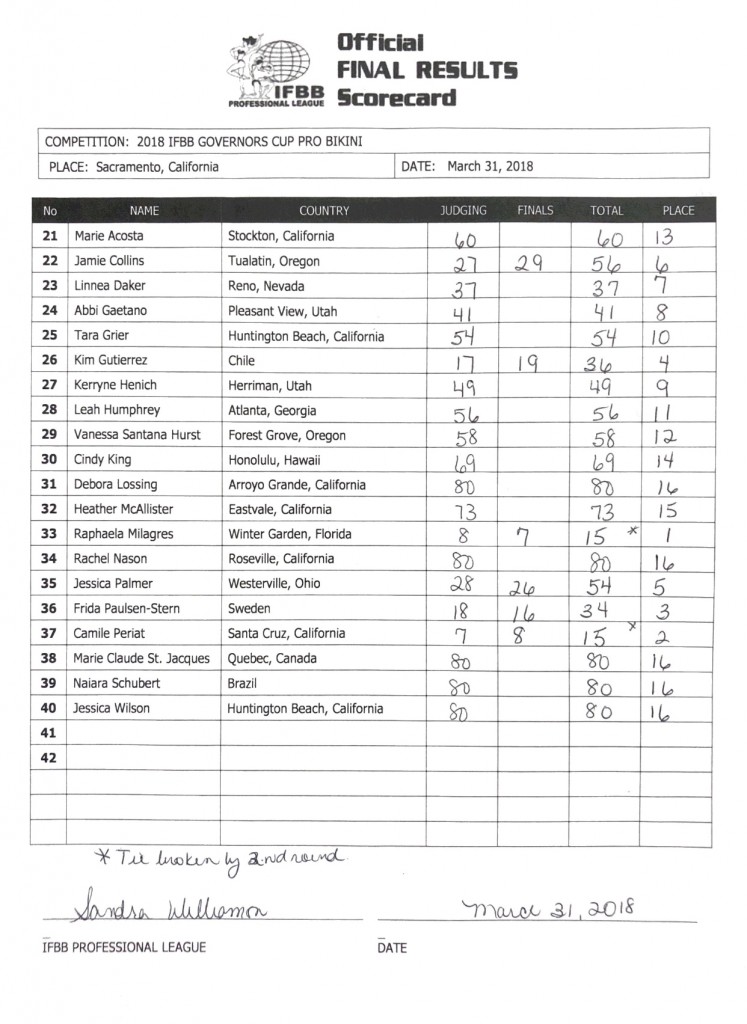 Official
FINAL RESULTS
Scorecard
IFBB
PROFESSIONAL LEAGUE
COMPETITION: 2018 IFBB GOVERNORS CUP PRO BIKINI
PLACE: Sacramento, California DATE: March 31, 2018
No NAME COUNTRY JUDGING FINALS TOTAL PLACE
21 Marie Acosta Stockton, California 60 60 13
22 Jamie Collins Tualatin, Oregon 27 29 56 6
23 Linnea Daker Reno, Nevada 37 37 7
24 Abbi Gaetano Pleasant View, Utah 41 41 8
25 Tara Grier Huntington Beach, California 54 54 10
26 Kim Gutierrez Chile 17 19 36 4
27 Kerryne Henich Herriman, Utah 49 49 9
28 Leah Humphrey Atlanta, Georgia 56 56 11
29 Vanessa Santana Hurst Forest Grove, Oregon 58 58 12
30 Cindy King Honolulu, Hawaii 69 69 14
31 Debora Lossing Arroyo Grande, California 80 80 16
32 Heather McAllister Eastvale, California 73 73 15
33 Raphaela Milagres Winter Garden, Florida 8 7 15 * 1
34 Rachel Nason Roseville, California 80 80 16
35 Jessica Palmer Westerville, Ohio 28 26 54 5
36 Frida Paulsen-Stern Sweden 18 16 34 3
37 Camile Periat Santa Cruz, California 7 8 15 * 2
38 Marie Claude St. Jacques Quebec, Canada 80 80 16
39 Naiara Schubert Brazil 80 80 16
40 Jessica Wilson Huntington Beach, California 80 80 16
41
42
* Tie broken by 2nd round.
Sandra Williamson March 31, 2018
IFBB PROFESSIONAL LEAGUE DATE